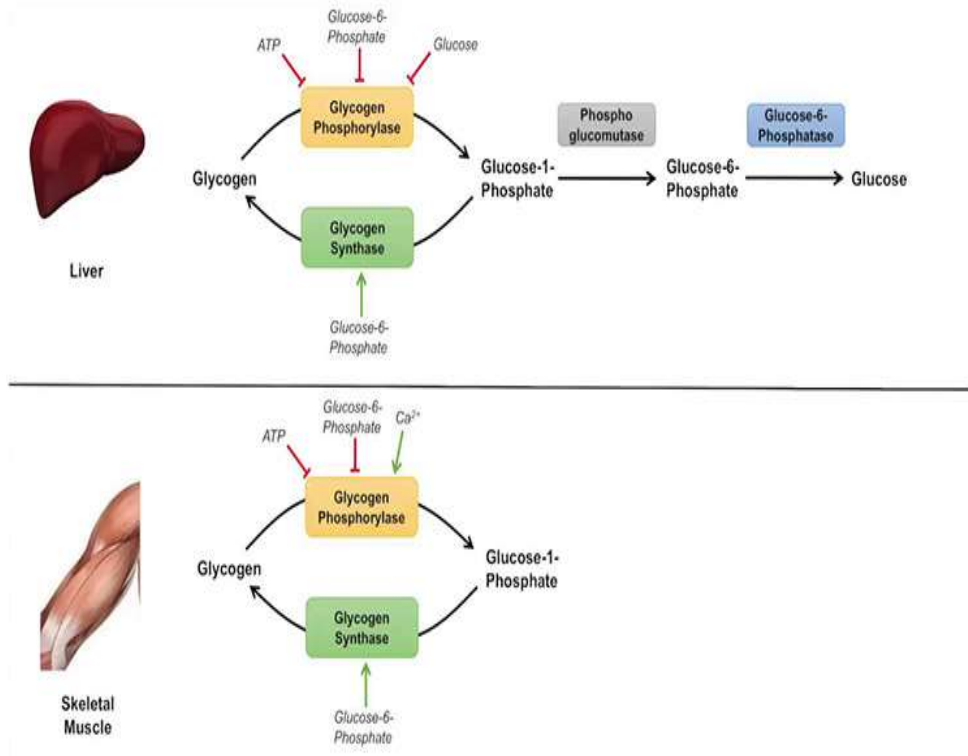 Glucose-6-
Phosphate
ATP
Glucose
Glycogen
Phosphorylase
Phospho
glucomutase
Glucose-6-
Phosphatase
Glycogen
Glucose-1-
Phosphate
Glucose-6-
Phosphate
Glucose
Glycogen
Synthase
Liver
Glucose-6-
Phosphate
Glucose-6-
Phosphate
Ca²⁺
ATP
Glycogen
Phosphorylase
Glycogen
Glucose-1-
Phosphate
Glycogen
Synthase
Skeletal
Muscle
Glucose-6-
Phosphate